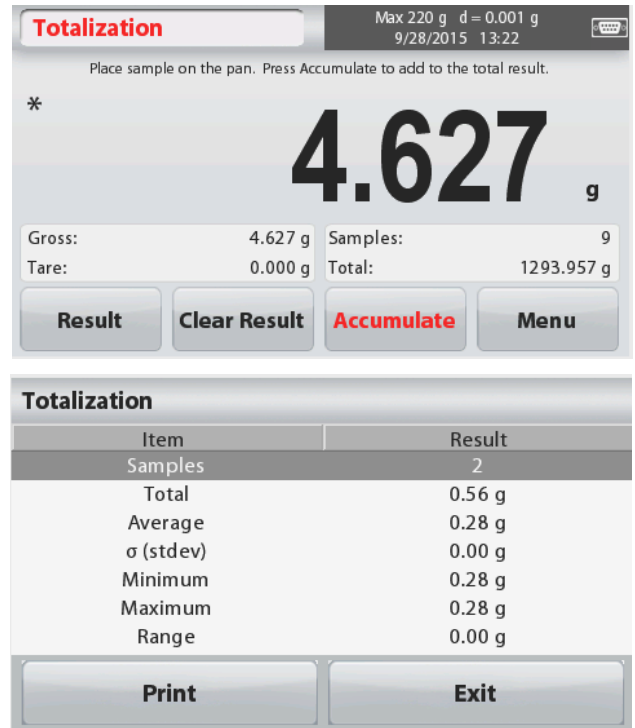 Totalization
Max 220 g d = 0.001 g
9/28/2015 13:22
Place sample on the pan. Press Accumulate to add to the total result.
*
4.627 g
Gross: 4.627 g Samples: 9
Tare: 0.000 g Total: 1293.957 g
Result Clear Result Accumulate Menu
Totalization
Item Result
Samples 2
Total 0.56 g
Average 0.28 g
σ (stdev) 0.00 g
Minimum 0.28 g
Maximum 0.28 g
Range 0.00 g
Print Exit